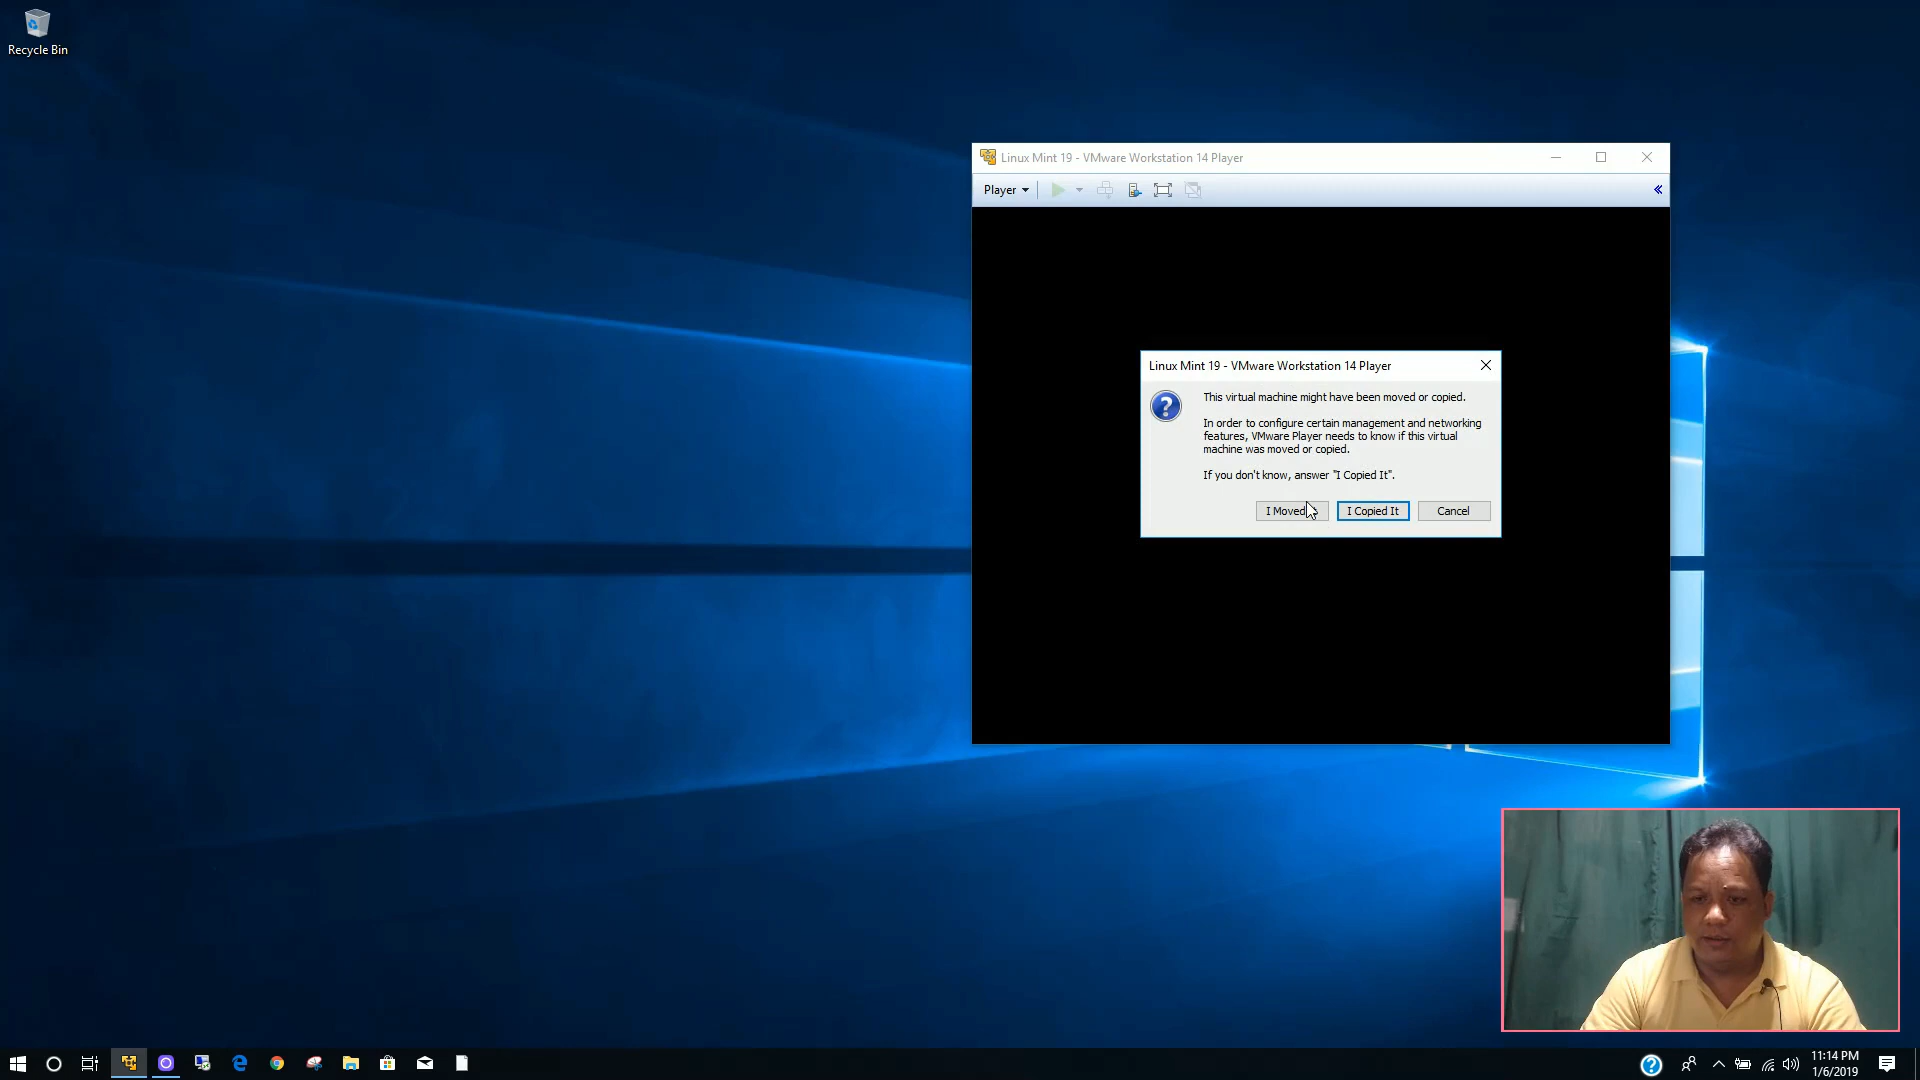 Recycle Bin
Linux Mint 19 - VMware Workstation 14 Player
Player
Linux Mint 19 - VMware Workstation 14 Player
This virtual machine might have been moved or copied.
In order to configure certain management and networking
features, VMware Player needs to know if this virtual
machine was moved or copied.
If you don't know, answer "I Copied It".
I Moved
I Copied It
Cancel
11:14 PM
1/6/2019